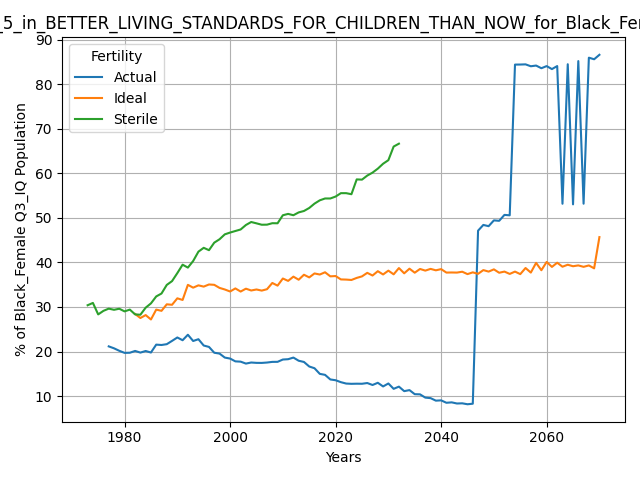 _5_in_BETTER_LIVING_STANDARDS_FOR_CHILDREN_THAN_NOW_for_Black_Fe
Fertility
Actual
Ideal
Sterile
% of Black_Female Q3_IQ Population
90
80
70
60
50
40
30
20
10
1980
2000
2020
2040
2060
Years